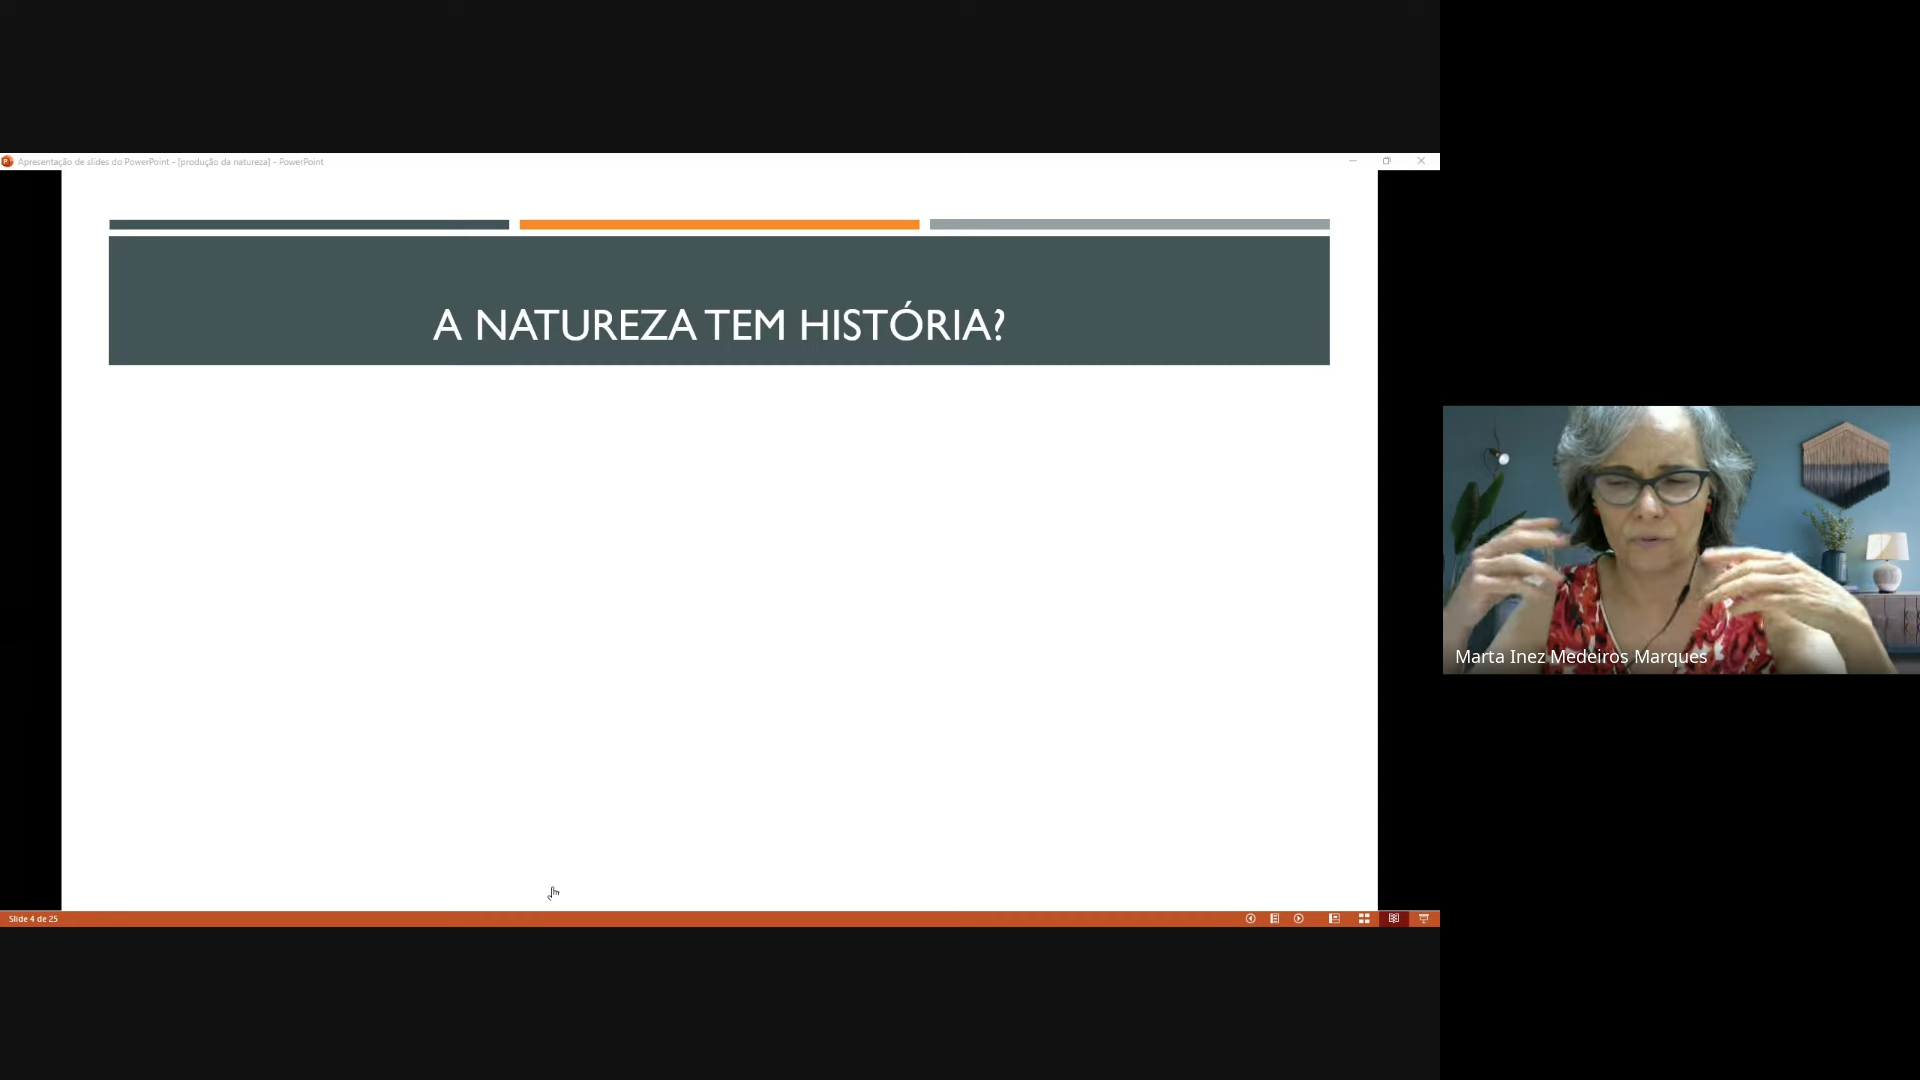 Apresentação de slides do PowerPoint - [produção da natureza] - PowerPoint
A NATUREZA TEM HISTÓRIA?
Marta Inez Medeiros Marques
Slide 4 de 25